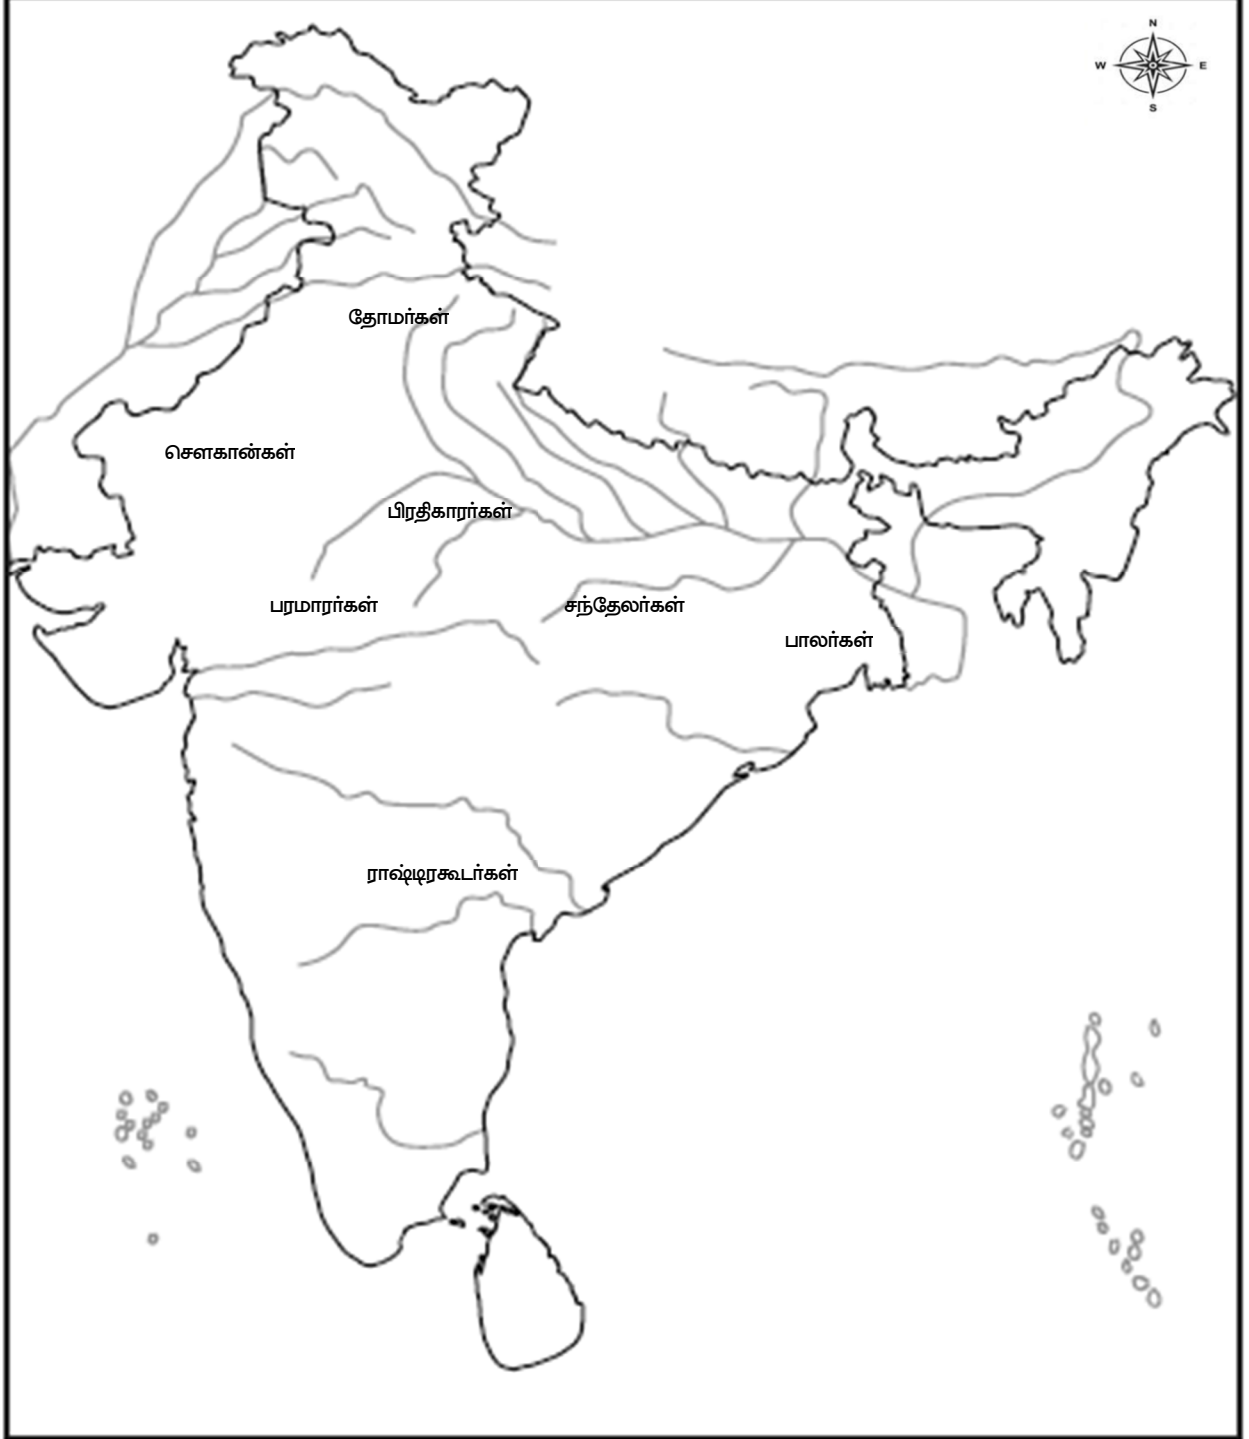 N
W E
S
தோமர்கள்
சௌகான்கள்
பிரதிகாரர்கள்
பரமாரர்கள்
சந்தேலர்கள்
பாலர்கள்
ராஷ்டிரகூடர்கள்